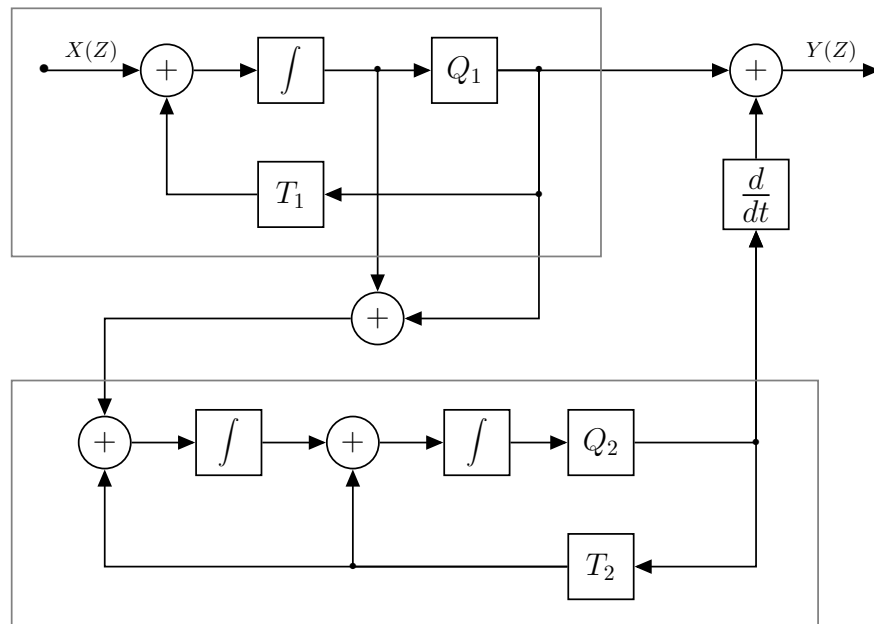 X(Z) + ∫ Q₁ + Y(Z)
T₁ d/dt
+
+ ∫ + ∫ Q₂
T₂